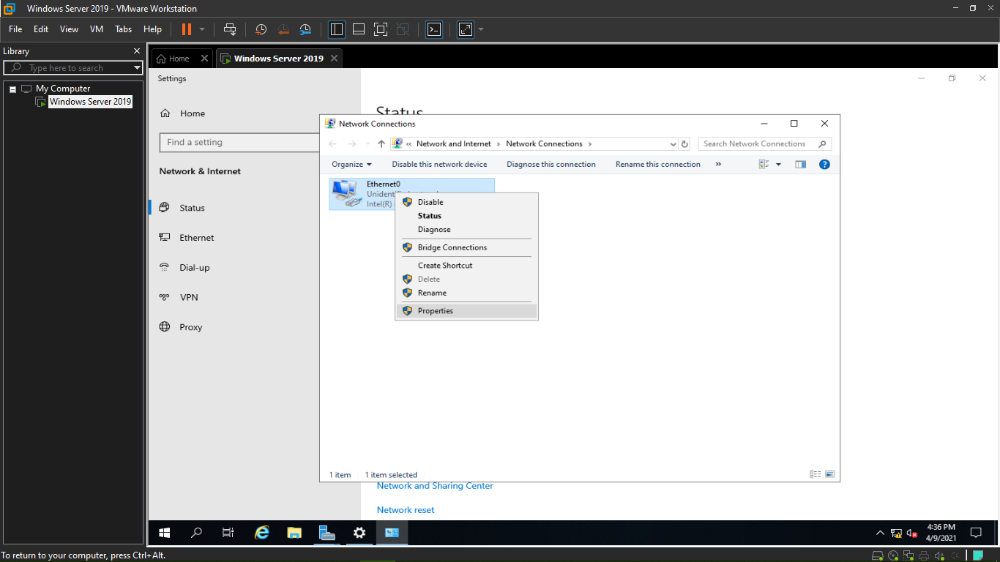 Windows Server 2019 - VMware Workstation
File Edit View VM Tabs Help
Library
Type here to search
My Computer
Windows Server 2019
Home
Windows Server 2019
Settings
Home
Find a setting
Network & Internet
Status
Ethernet
Dial-up
VPN
Proxy
Status
Network Connections
« Network and Internet > Network Connections >
Search Network Connections
Organize
Disable this network device
Diagnose this connection
Rename this connection
»
Ethernet0
Intel(R)
Disable
Status
Diagnose
Bridge Connections
Create Shortcut
Delete
Rename
Properties
1 item
1 item selected
Network and Sharing Center
Network reset
4:36 PM
4/9/2021
To return to your computer, press Ctrl+Alt.